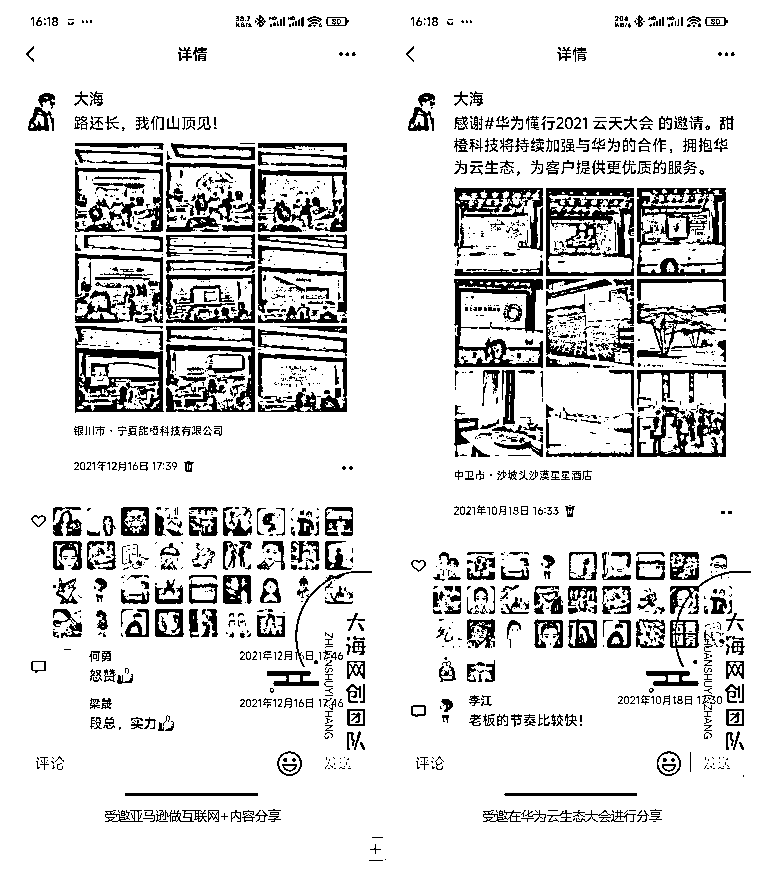 16:18
详情
大海
路还长，我们山顶见！
银川市·宁夏甜橙科技有限公司
2021年12月16日 17:39
何勇 2021年12月16日 17:46
怒赞
梁蕿 2021年12月16日 17:46
段总，实力
评论 发送
受邀亚马逊做互联网+内容分享
16:18
详情
大海
感谢#华为懂行2021 云天大会 的邀请。甜
橙科技将持续加强与华为的合作，拥抱华
为云生态，为客户提供更优质的服务。
中卫市·沙坡头沙漠星星酒店
2021年10月18日 16:33
李江 2021年10月18日 17:30
老板的节奏比较快！
评论 发送
受邀在华为云生态大会进行分享
大海网创团队
ZHUANSHUYINZHANG
大海网创团队
ZHUANSHUYINZHANG